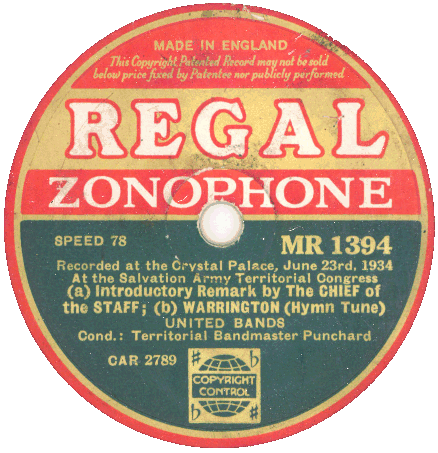 MADE IN ENGLAND
This Copyright Patented Record may not be sold
below price fixed by Patentee nor publicly performed
REGAL
ZONOPHONE
SPEED 78
MR 1394
Recorded at the Crystal Palace, June 23rd, 1934
At the Salvation Army Territorial Congress
(a) Introductory Remark by The CHIEF of
the STAFF; (b) WARRINGTON (Hymn Tune)
UNITED BANDS
Cond.: Territorial Bandmaster Punchard
CAR 2789
COPYRIGHT
CONTROL